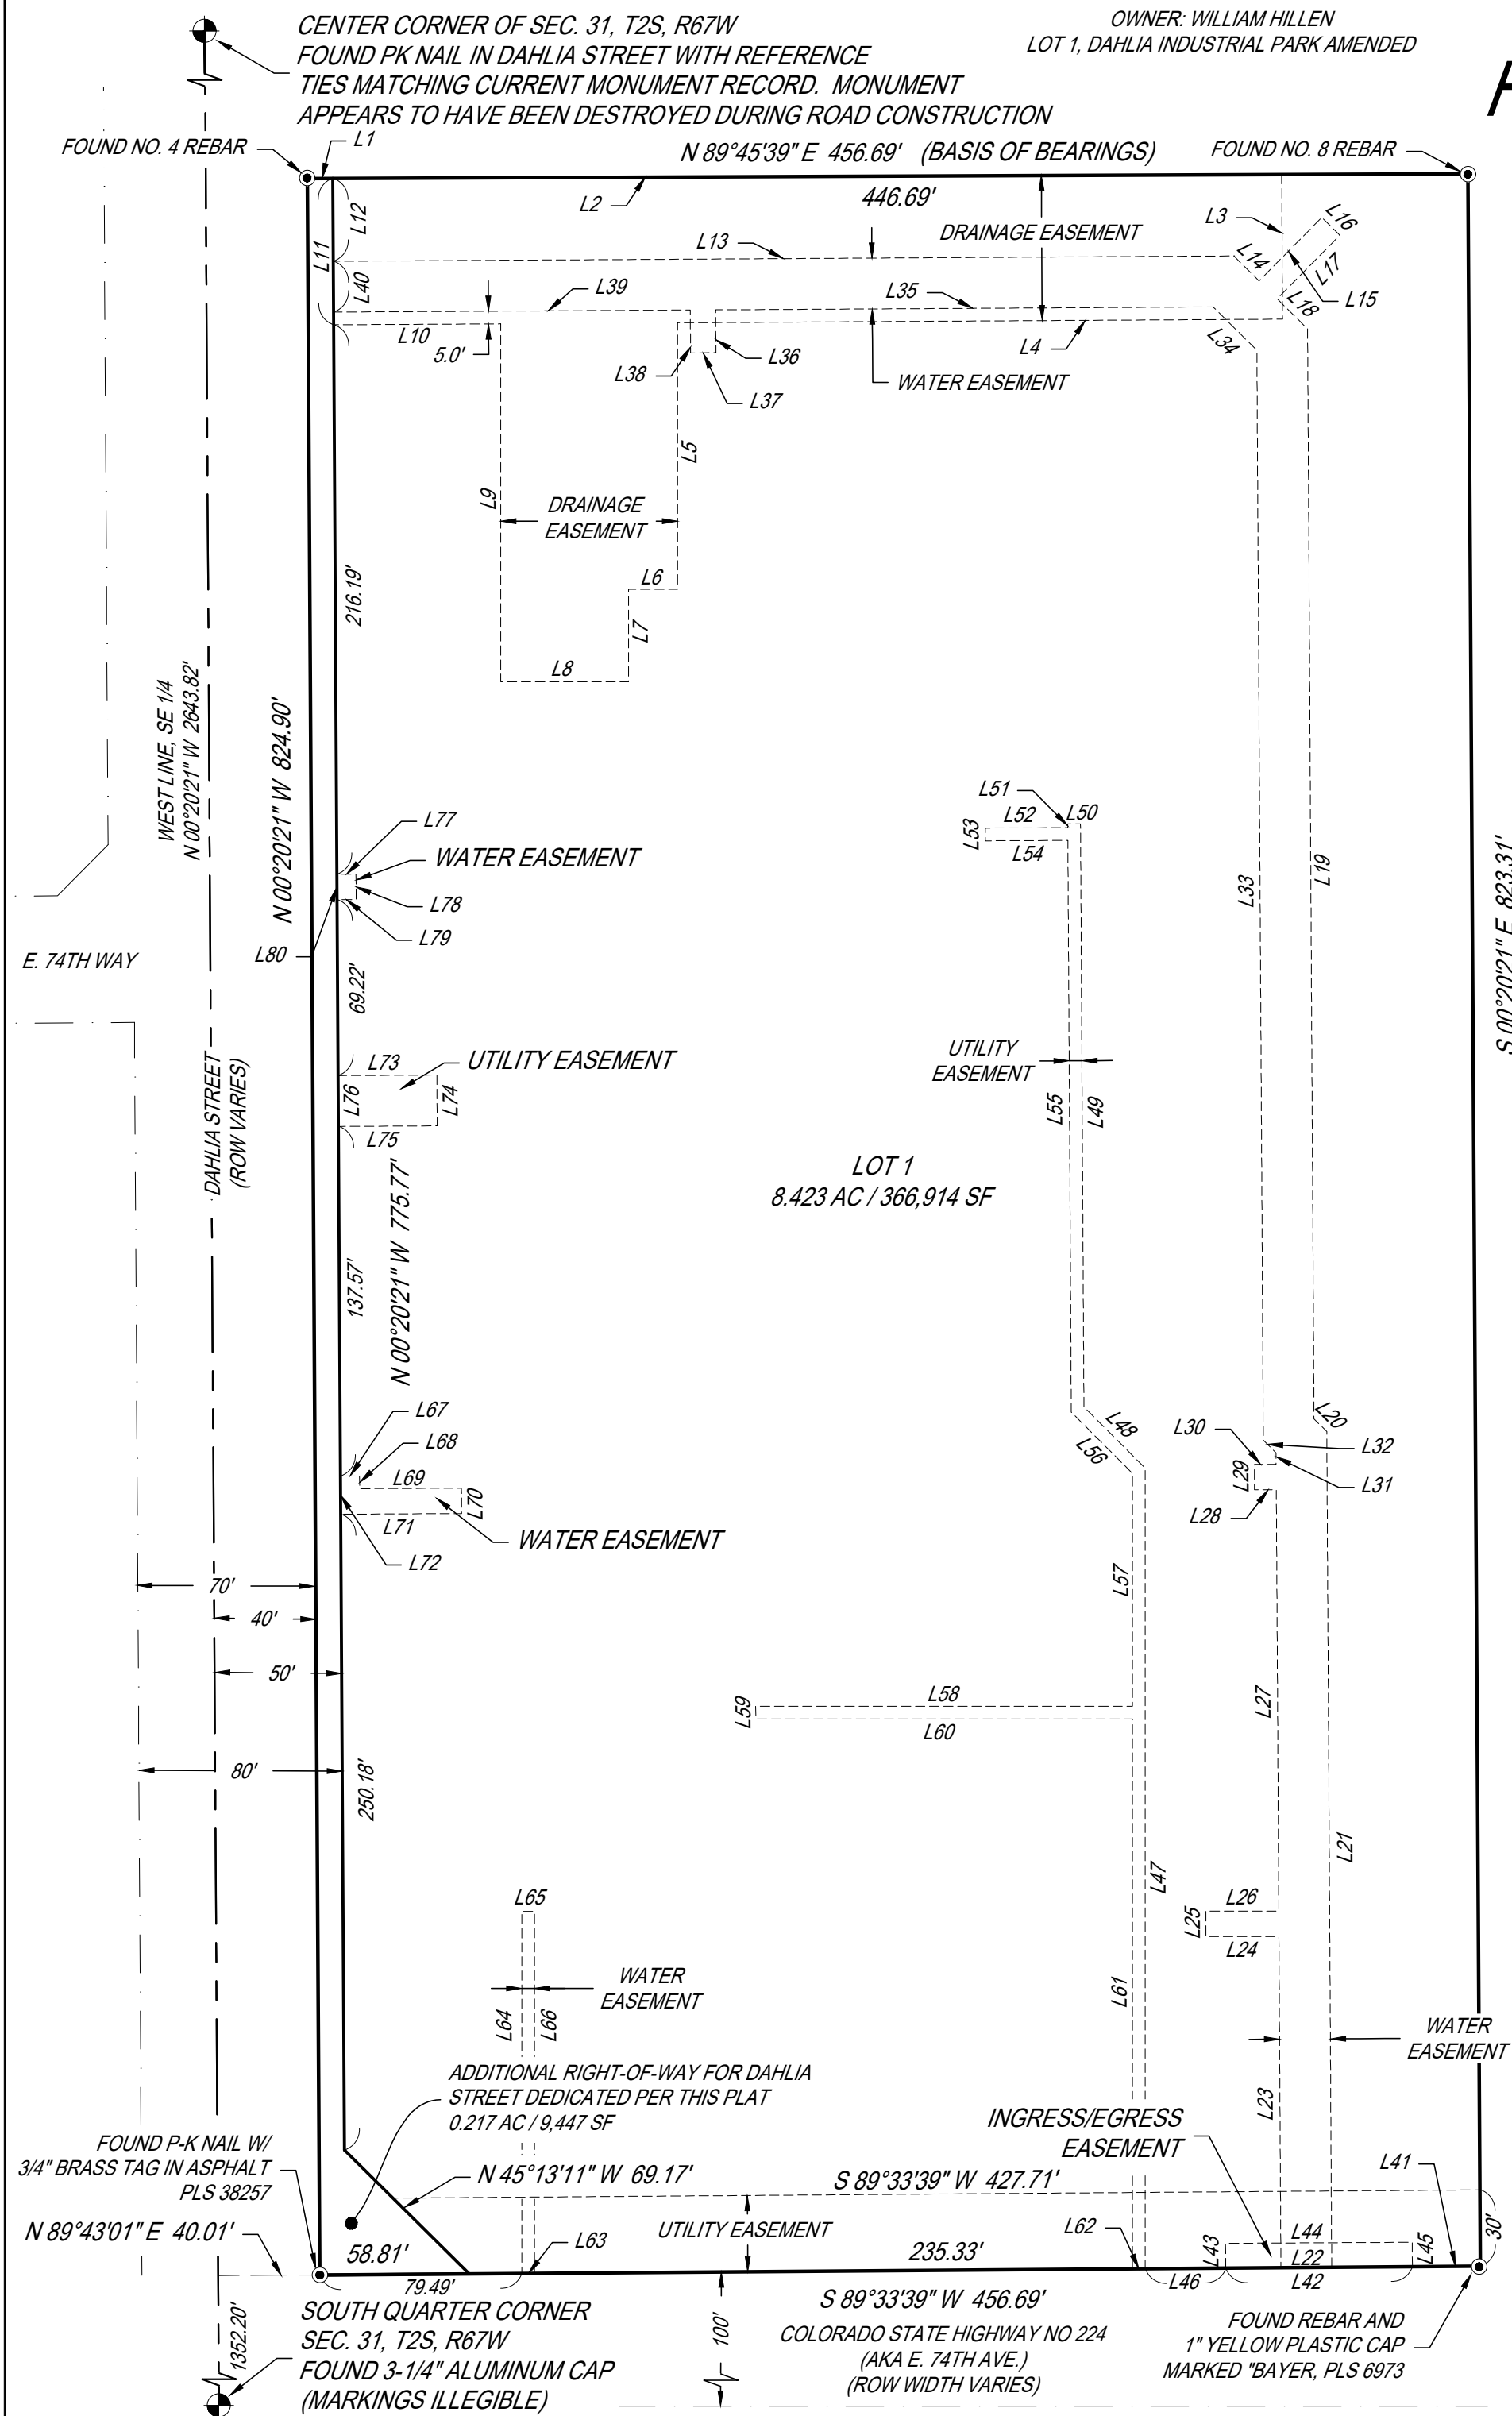 CENTER CORNER OF SEC. 31, T2S, R67W
FOUND PK NAIL IN DAHLIA STREET WITH REFERENCE
TIES MATCHING CURRENT MONUMENT RECORD. MONUMENT
APPEARS TO HAVE BEEN DESTROYED DURING ROAD CONSTRUCTION
OWNER: WILLIAM HILLEN
LOT 1, DAHLIA INDUSTRIAL PARK AMENDED
FOUND NO. 4 REBAR
L1
N 89°45'39" E 456.69' (BASIS OF BEARINGS)
FOUND NO. 8 REBAR
L2
446.69'
L3
L16
L12
L11
L13
DRAINAGE EASEMENT
L14
L17
L15
L40
L39
L35
L18
L10
5.0'
L36
L4
L34
L38
L37
WATER EASEMENT
L5
L9
DRAINAGE
EASEMENT
L6
L7
L8
216.19'
WEST LINE, SE 1/4
N 00°20'21" W 2643.82'
N 00°20'21" W 824.90'
L51
L50
L52
L53
L54
L77
WATER EASEMENT
L78
L79
L80
L33
L19
S 00°20'21" E 823.31'
E. 74TH WAY
69.22'
UTILITY
EASEMENT
L73
UTILITY EASEMENT
L76
L74
L75
L55
L49
DAHLIA STREET
(ROW VARIES)
LOT 1
8.423 AC / 366,914 SF
N 00°20'21" W 775.77'
137.57'
L67
L68
L69
L70
L71
WATER EASEMENT
L72
L48
L56
L20
L30
L32
L29
L31
L28
70'
40'
50'
80'
250.18'
L57
L58
L59
L60
L27
L21
L47
L65
L26
L25
L24
WATER
EASEMENT
L64
L66
L61
WATER
EASEMENT
L23
ADDITIONAL RIGHT-OF-WAY FOR DAHLIA
STREET DEDICATED PER THIS PLAT
0.217 AC / 9,447 SF
INGRESS/EGRESS
EASEMENT
FOUND P-K NAIL W/
3/4" BRASS TAG IN ASPHALT
PLS 38257
N 45°13'11" W 69.17'
S 89°33'39" W 427.71'
L41
N 89°43'01" E 40.01'
58.81'
L63
UTILITY EASEMENT
L62
235.33'
L43
L44
L22
L45
30'
79.49'
L46
L42
S 89°33'39" W 456.69'
1352.20'
SOUTH QUARTER CORNER
SEC. 31, T2S, R67W
FOUND 3-1/4" ALUMINUM CAP
(MARKINGS ILLEGIBLE)
100'
COLORADO STATE HIGHWAY NO 224
(AKA E. 74TH AVE.)
(ROW WIDTH VARIES)
FOUND REBAR AND
1" YELLOW PLASTIC CAP
MARKED "BAYER, PLS 6973